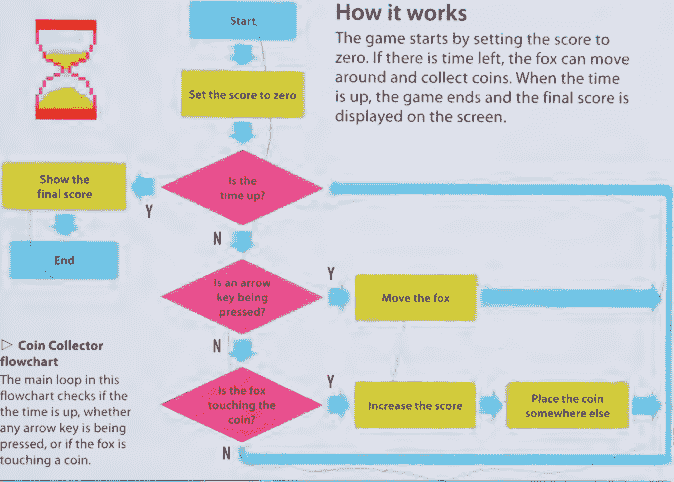 How it works
The game starts by setting the score to
zero. If there is time left, the fox can move
around and collect coins. When the time
is up, the game ends and the final score is
displayed on the screen.
Start
Set the score to zero
Is the
time up?
Y
Show the
final score
End
N
Is an arrow
key being
pressed?
Y
Move the fox
N
Is the fox
touching the
coin?
Y
Increase the score
Place the coin
somewhere else
N
▷ Coin Collector
flowchart
The main loop in this
flowchart checks if the
the time is up, whether
any arrow key is being
pressed, or if the fox is
touching a coin.